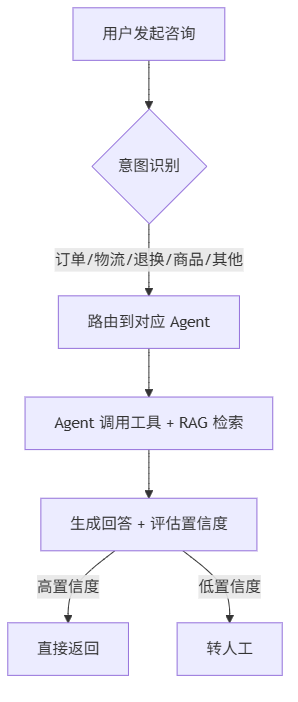 用户发起咨询
意图识别
订单/物流/退换/商品/其他
路由到对应 Agent
Agent 调用工具 + RAG 检索
生成回答 + 评估置信度
高置信度
低置信度
直接返回
转人工